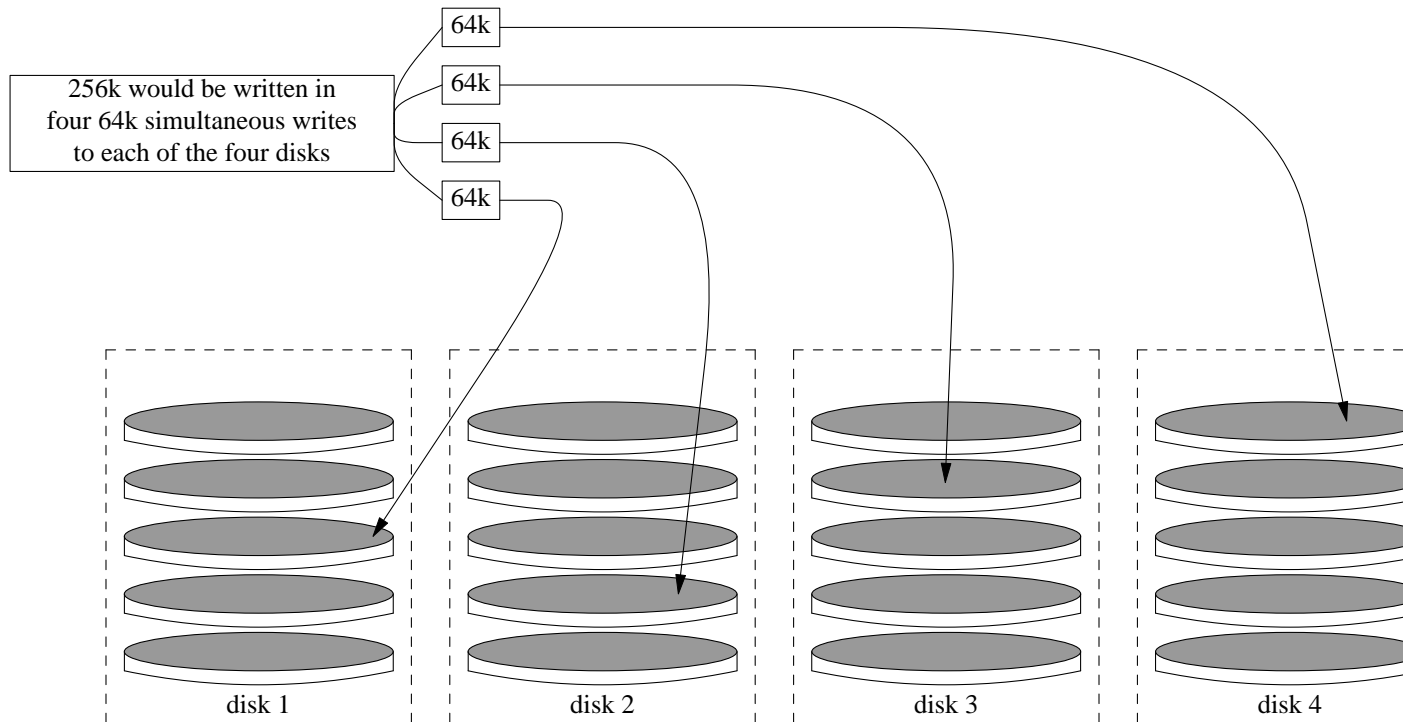 64k
64k
256k would be written in
four 64k simultaneous writes
to each of the four disks
64k
64k
disk 1
disk 2
disk 3
disk 4